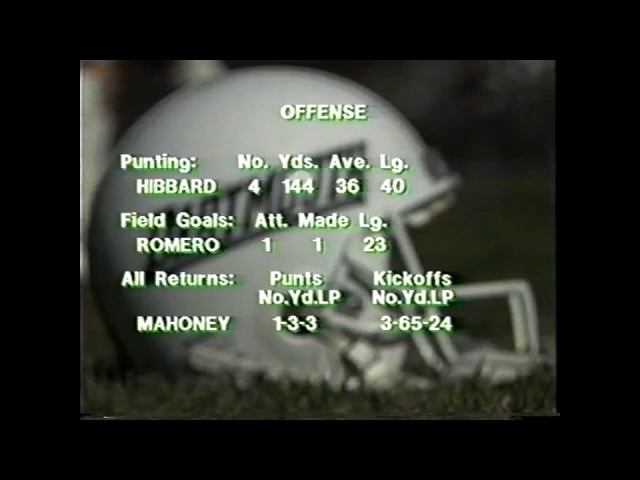 OFFENSE
Punting: No. Yds. Ave. Lg.
HIBBARD 4 144 36 40
Field Goals: Att. Made Lg.
ROMERO 1 1 23
All Returns: Punts Kickoffs
No.Yd.LP No.Yd.LP
MAHONEY 1-3-3 3-65-24